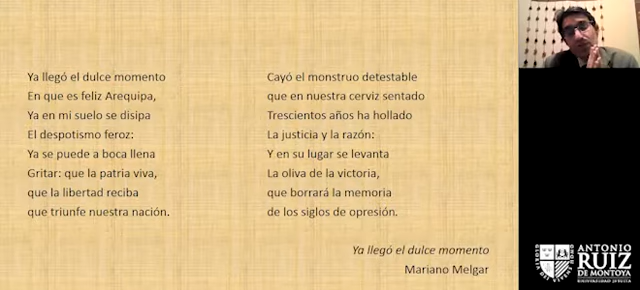 Ya llegó el dulce momento
En que es feliz Arequipa,
Ya en mi suelo se disipa
El despotismo feroz:
Ya se puede a boca llena
Gritar: que la patria viva,
que la libertad reciba
que triunfe nuestra nación.
Cayó el monstruo detestable
que en nuestra cerviz sentado
Trescientos años ha hollado
La justicia y la razón:
Y en su lugar se levanta
La oliva de la victoria,
que borrará la memoria
de los siglos de opresión.
Ya llegó el dulce momento
Mariano Melgar
ANTONIO
RUIZ
DE MONTOYA
UNIVERSIDAD JESUITA